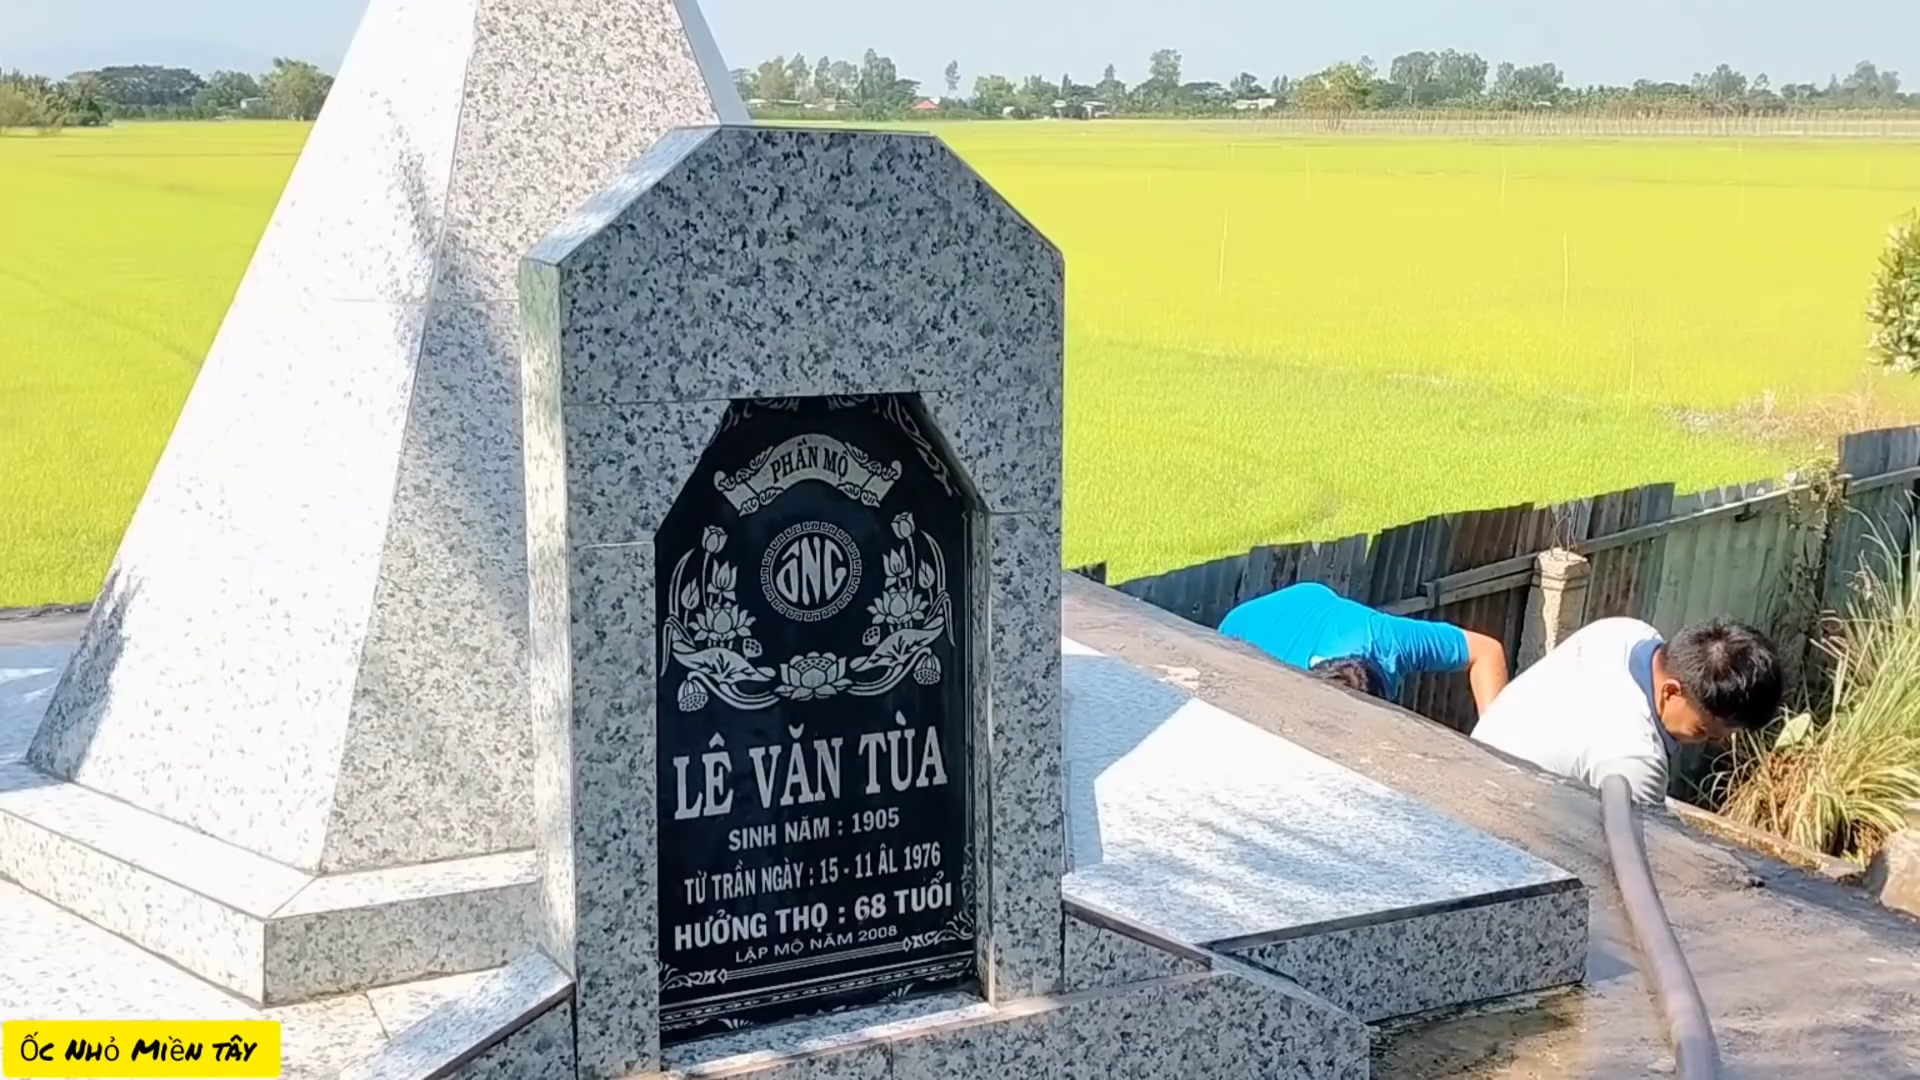 PHẦN MỘ
ÔNG
LÊ VĂN TÙA
SINH NĂM : 1905
TỪ TRẦN NGÀY : 15 - 11 ÂL 1976
HƯỞNG THỌ : 68 TUỔI
LẬP MỘ NĂM 2008
Ốc Nhỏ Miền Tây